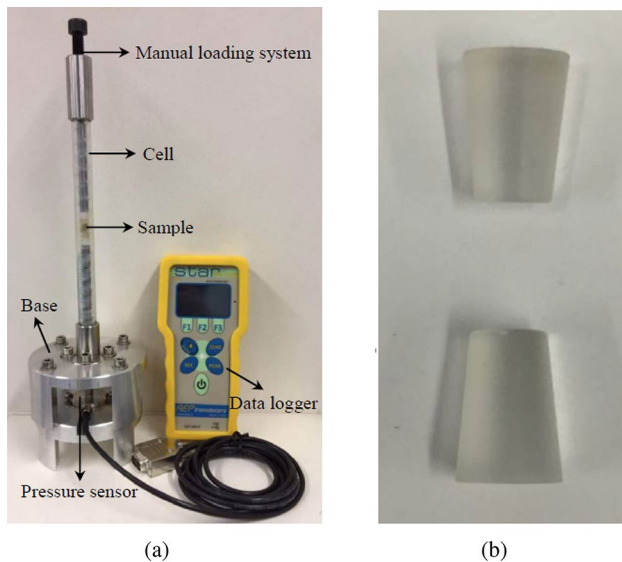 Manual loading system
Cell
Sample
Base
star
F1 F2 F3
Data logger
Pressure sensor
(a)
(b)